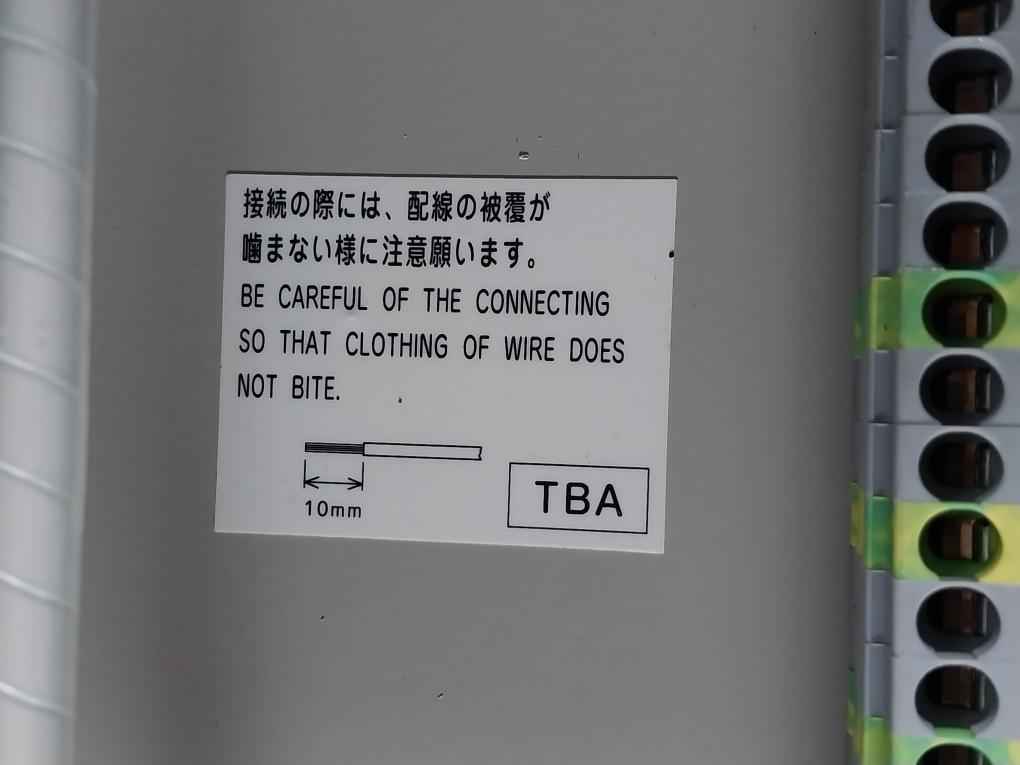 接続の際には、配線の被覆が
噛まない様に注意願います。
BE CAREFUL OF THE CONNECTING
SO THAT CLOTHING OF WIRE DOES
NOT BITE.
10mm
TBA